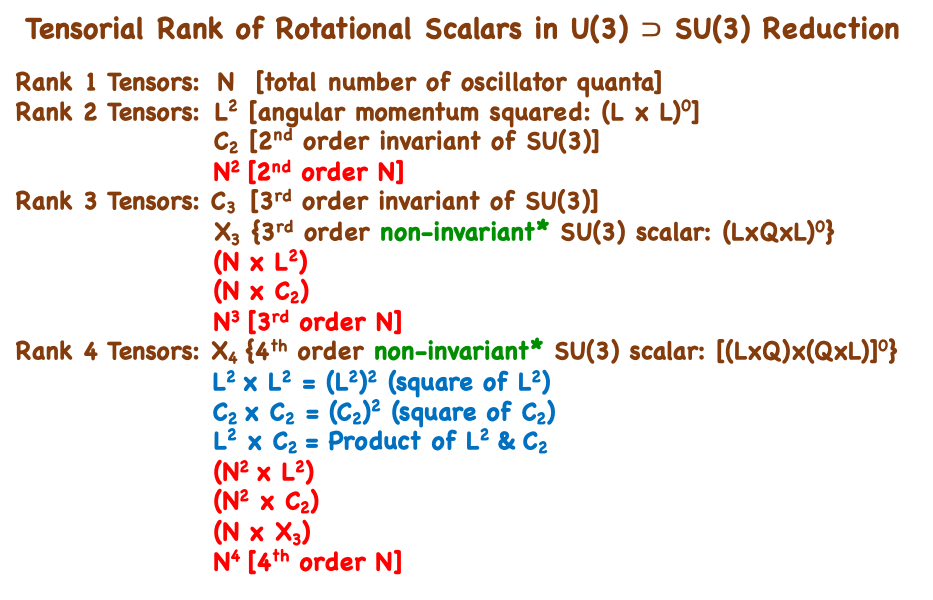 Tensorial Rank of Rotational Scalars in U(3) ⊃ SU(3) Reduction
Rank 1 Tensors: N [total number of oscillator quanta]
Rank 2 Tensors: L² [angular momentum squared: (L x L)⁰]
C₂ [2ⁿᵈ order invariant of SU(3)]
N² [2ⁿᵈ order N]
Rank 3 Tensors: C₃ [3ʳᵈ order invariant of SU(3)]
X₃ {3ʳᵈ order non-invariant* SU(3) scalar: (LxQxL)⁰}
(N x L²)
(N x C₂)
N³ [3ʳᵈ order N]
Rank 4 Tensors: X₄ {4ᵗʰ order non-invariant* SU(3) scalar: [(LxQ)x(QxL)]⁰}
L² x L² = (L²)² (square of L²)
C₂ x C₂ = (C₂)² (square of C₂)
L² x C₂ = Product of L² & C₂
(N² x L²)
(N² x C₂)
(N x X₃)
N⁴ [4ᵗʰ order N]